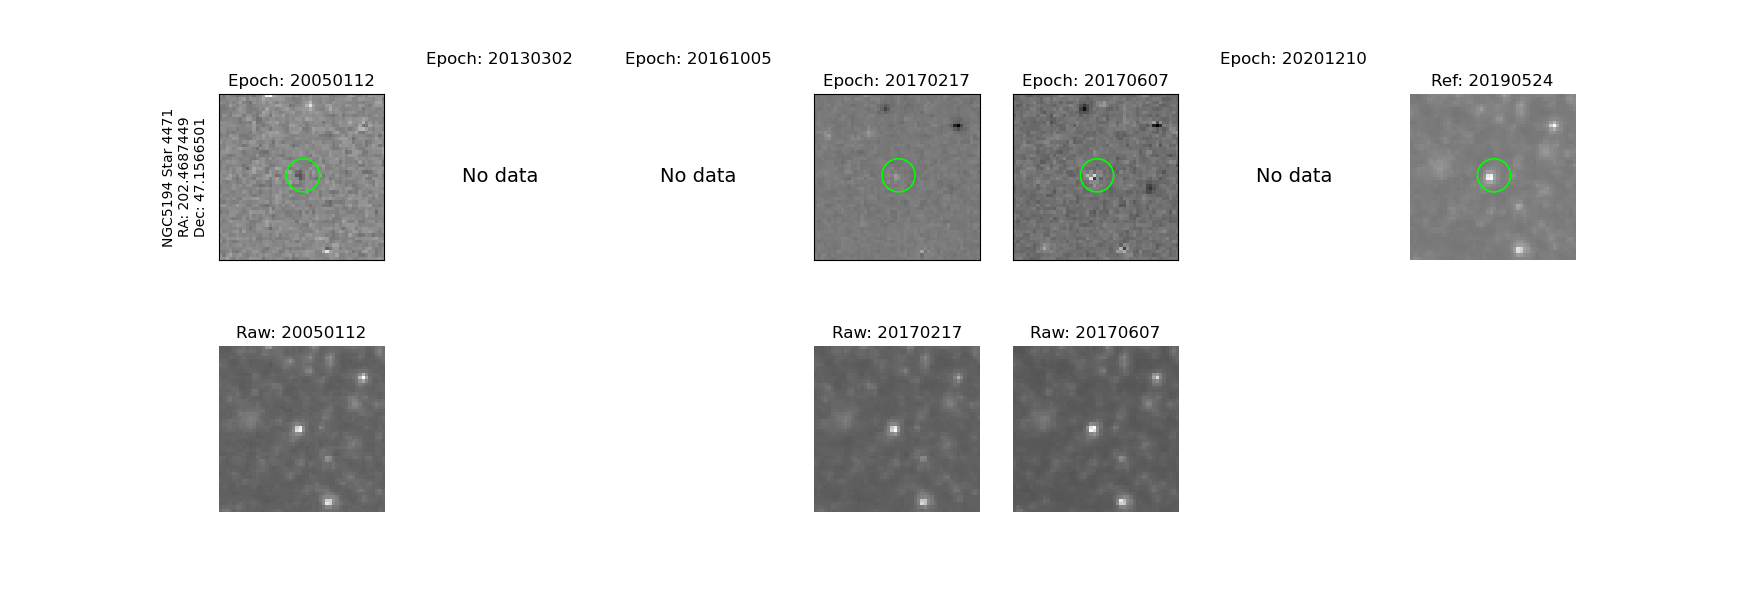 Epoch: 20130302
Epoch: 20161005
Epoch: 20201210
Epoch: 20050112
Epoch: 20170217
Epoch: 20170607
Ref: 20190524
NGC5194 Star 4471
RA: 202.4687449
Dec: 47.1566501
No data
No data
No data
Raw: 20050112
Raw: 20170217
Raw: 20170607